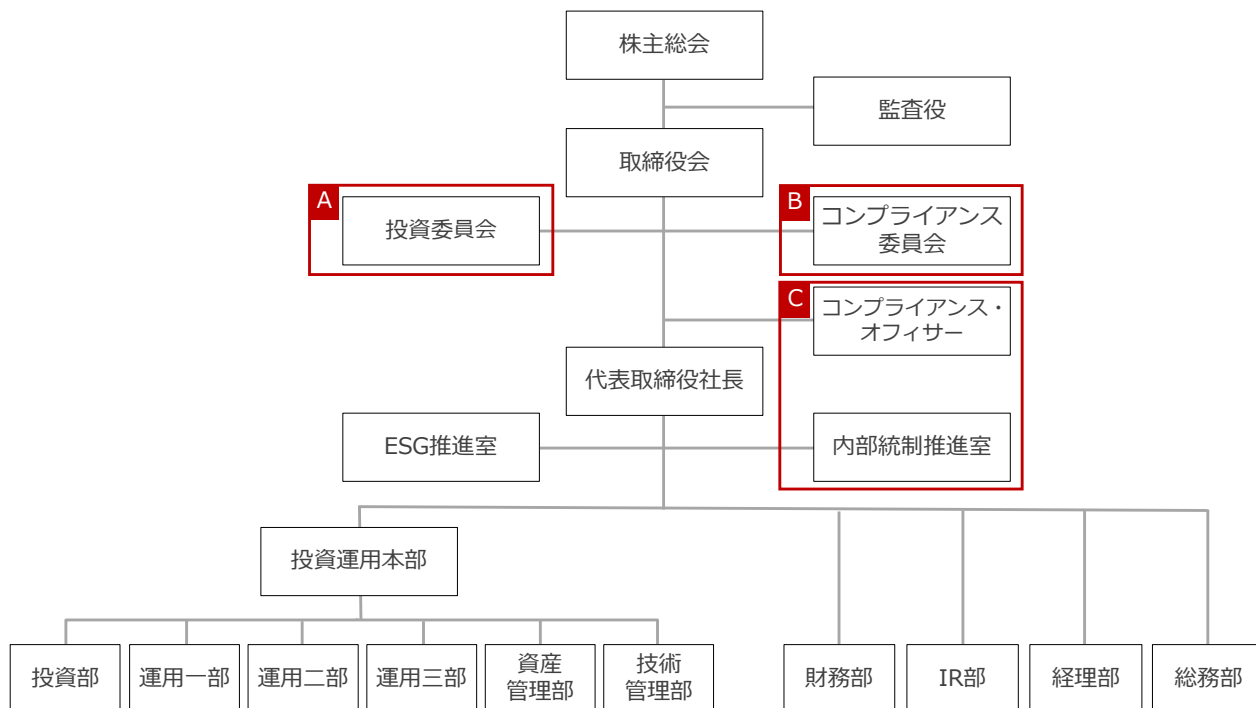 株主総会
監査役
取締役会
A
投資委員会
B
コンプライアンス
委員会
C
コンプライアンス・
オフィサー
代表取締役社長
ESG推進室
内部統制推進室
投資運用本部
投資部
運用一部
運用二部
運用三部
資産
管理部
技術
管理部
財務部
IR部
経理部
総務部